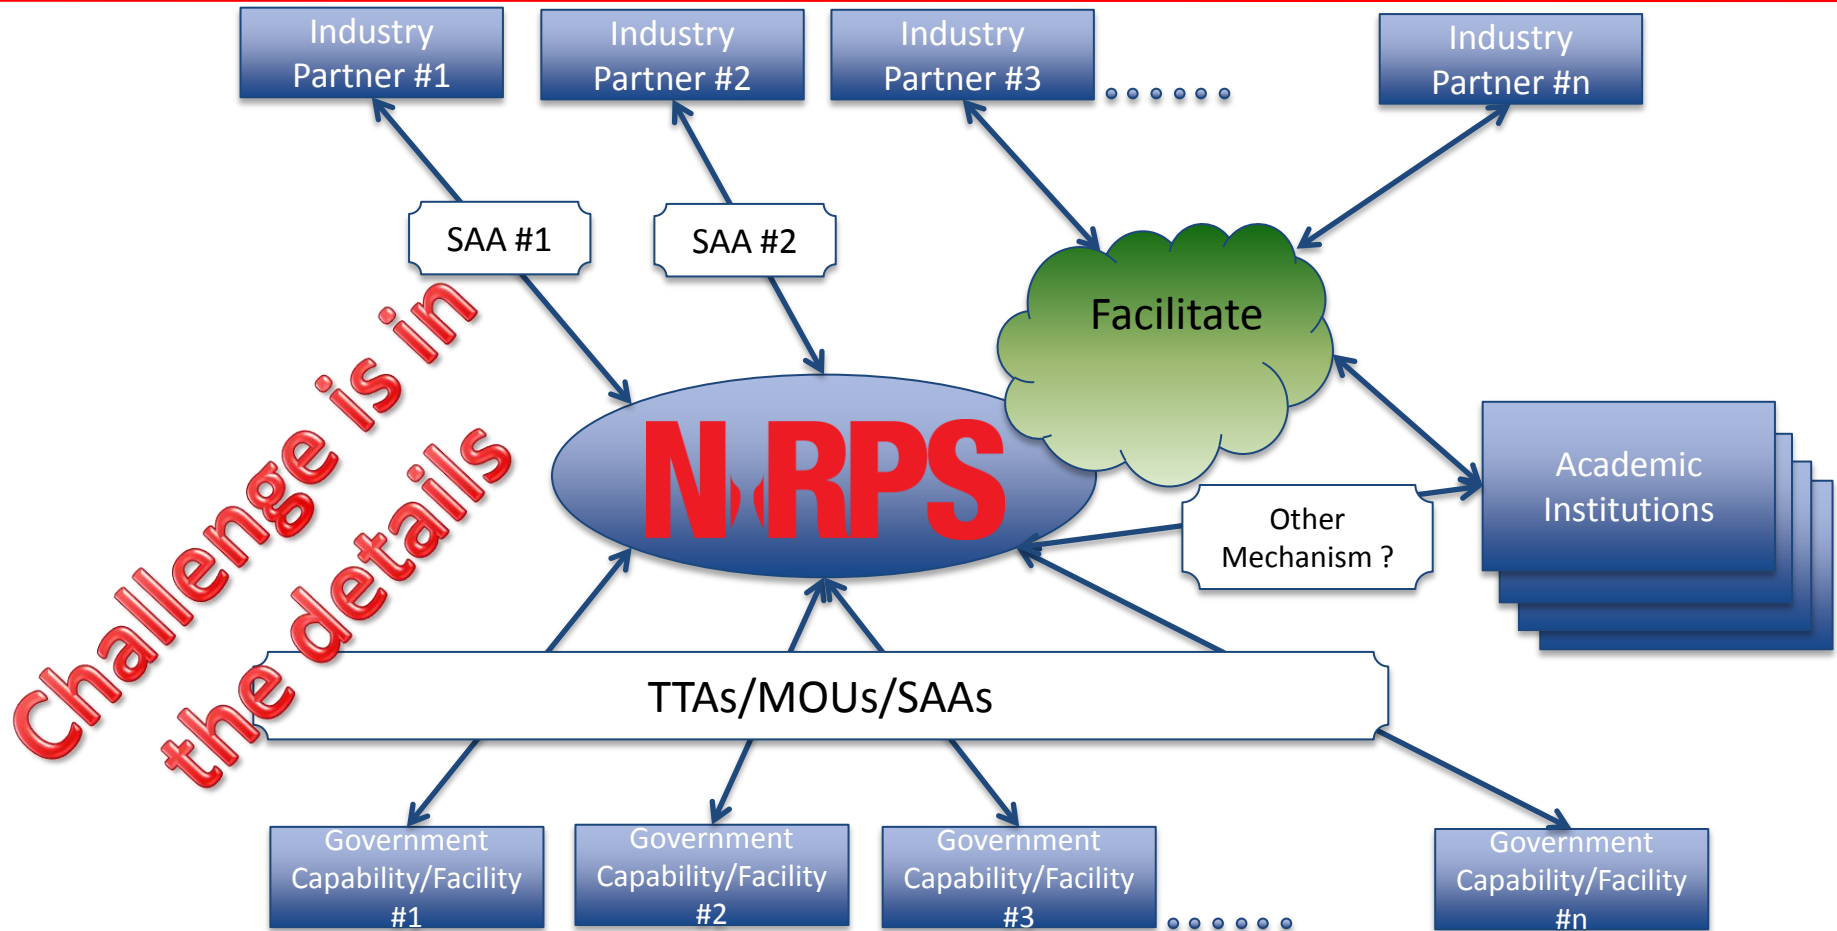 Industry
Partner #1
Industry
Partner #2
Industry
Partner #3
Industry
Partner #n
SAA #1
SAA #2
Facilitate
Challenge is in
the details
NIRPS
Academic
Institutions
Other
Mechanism ?
TTAs/MOUs/SAAs
Government
Capability/Facility
#1
Government
Capability/Facility
#2
Government
Capability/Facility
#3
Government
Capability/Facility
#n